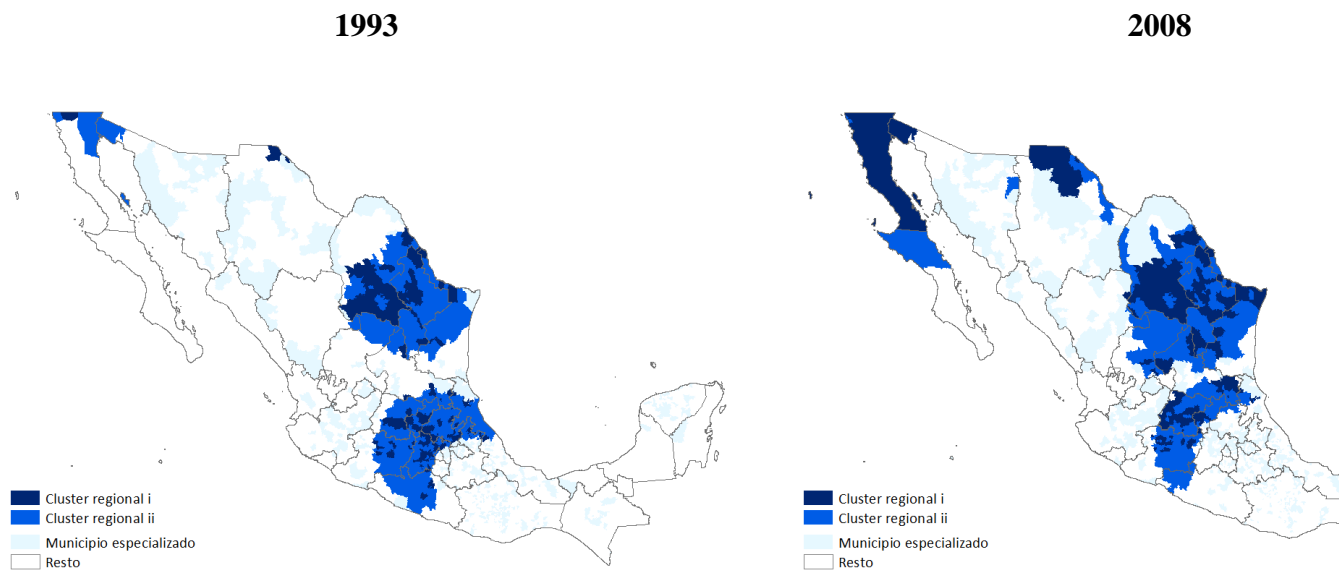 1993
2008
Cluster regional i
Cluster regional ii
Municipio especializado
Resto
Cluster regional i
Cluster regional ii
Municipio especializado
Resto